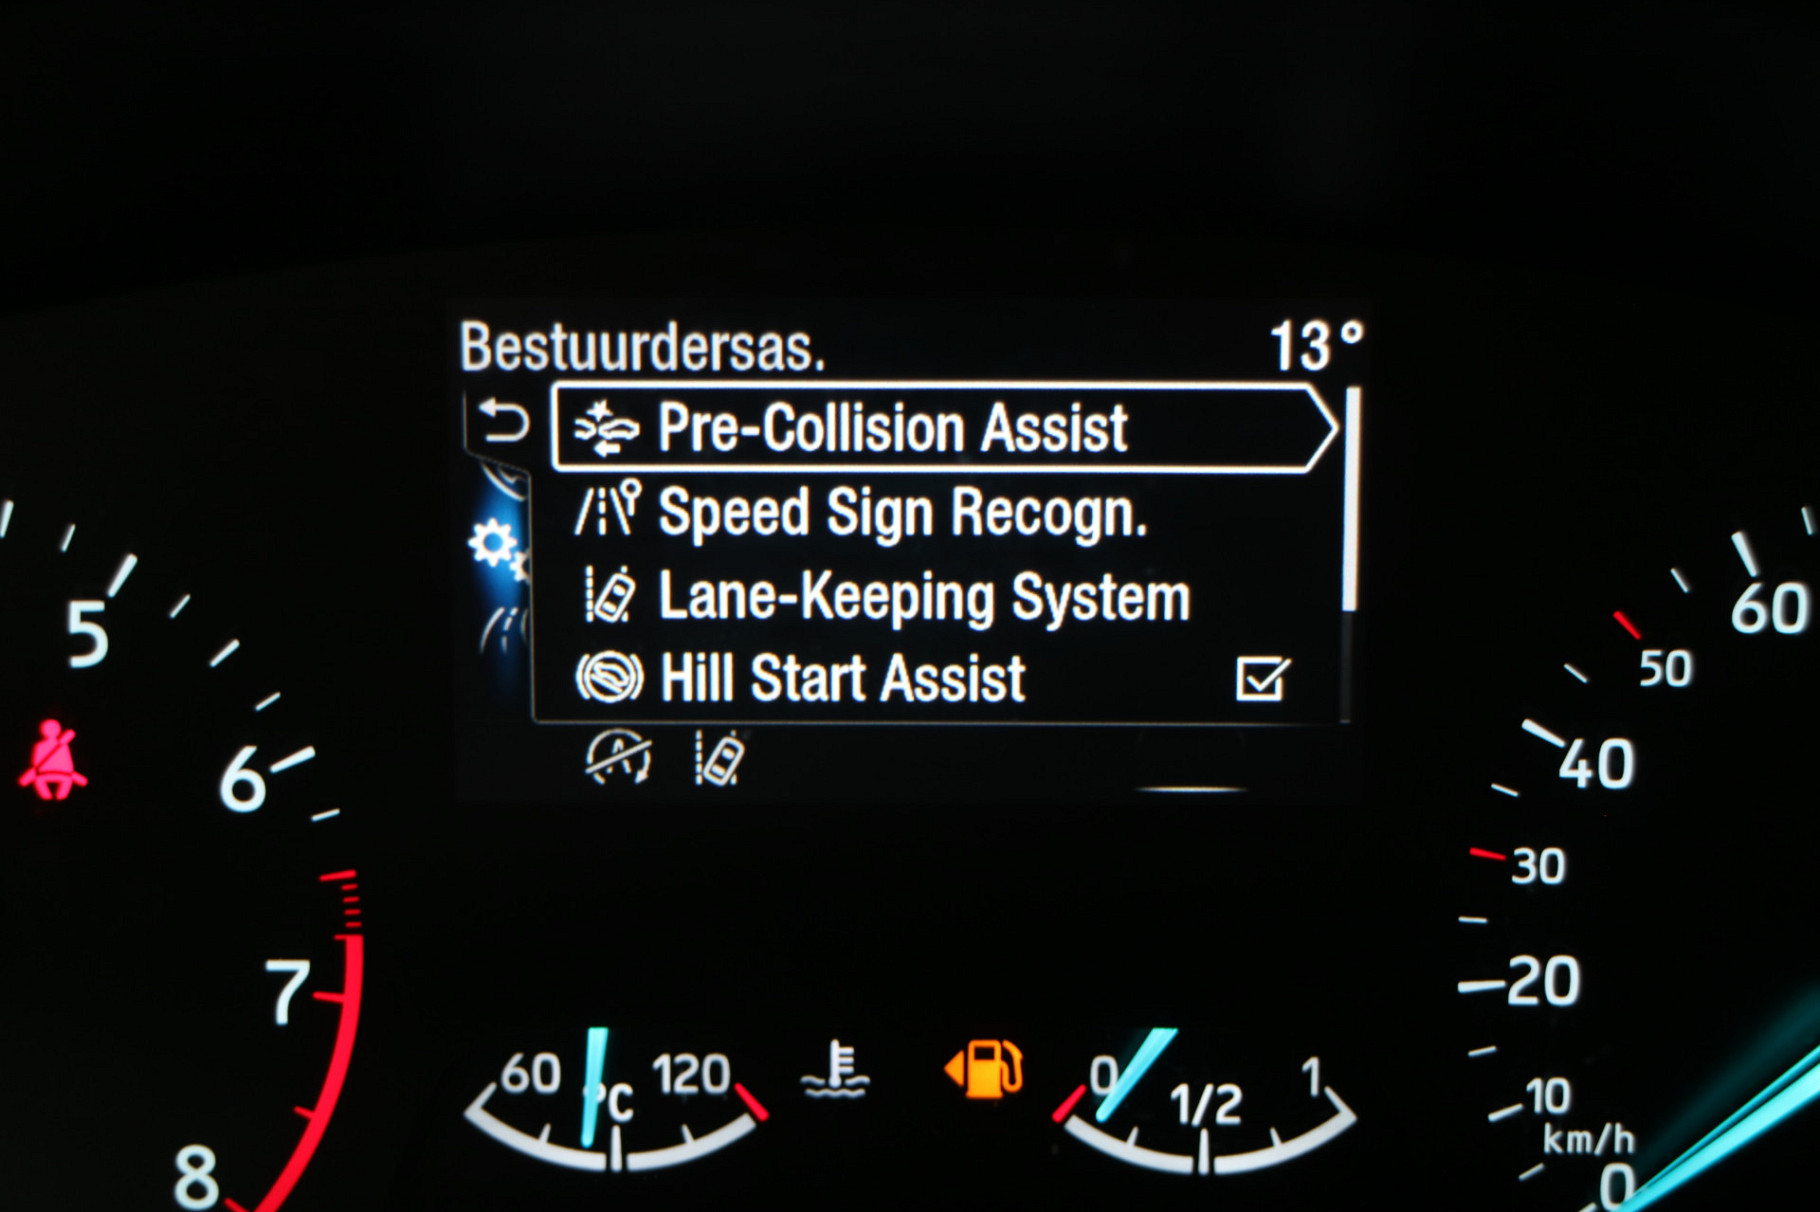 Bestuurdersas. 13°
Pre-Collision Assist
Speed Sign Recogn.
Lane-Keeping System
Hill Start Assist
5
6
7
8
60 °C 120
0 1/2 1
60
50
40
30
20
10
km/h
0